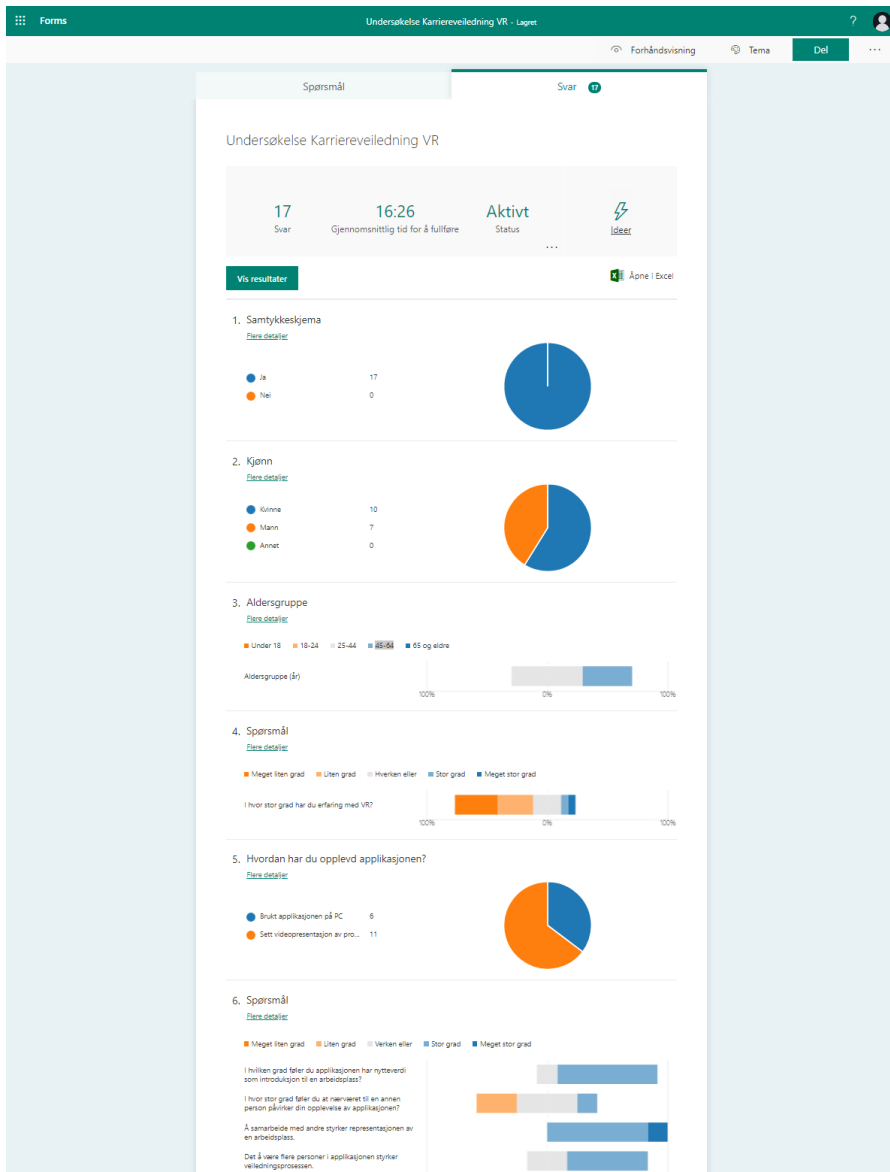 Forms
Undersøkelse Karriereveiledning VR - Lagret
?
Forhåndsvisning
Tema
Del
...
Spørsmål
Svar 17
Undersøkelse Karriereveiledning VR
17
Svar
16:26
Gjennomsnittlig tid for å fullføre
Aktivt
Status
...
Ideer
Vis resultater
Åpne i Excel
1. Samtykkeskjema
Flere detaljer
Ja 17
Nei 0
2. Kjønn
Flere detaljer
Kvinne 10
Mann 7
Annet 0
3. Aldersgruppe
Flere detaljer
Under 18 18-24 25-44 45-64 65 og eldre
Aldersgruppe (år)
100% 0% 100%
4. Spørsmål
Flere detaljer
Meget liten grad Liten grad Hverken eller Stor grad Meget stor grad
I hvor stor grad har du erfaring med VR?
100% 0% 100%
5. Hvordan har du opplevd applikasjonen?
Flere detaljer
Brukt applikasjonen på PC 6
Sett videopresentasjon av pro... 11
6. Spørsmål
Flere detaljer
Meget liten grad Liten grad Verken eller Stor grad Meget stor grad
I hvilken grad føler du applikasjonen har nytteverdi
som introduksjon til en arbeidsplass?
I hvor stor grad føler du at nærværet til en annen
person påvirker din opplevelse av applikasjonen?
Å samarbeide med andre styrker representasjonen av
en arbeidsplass.
Det å være flere personer i applikasjonen styrker
veiledningsprosessen.